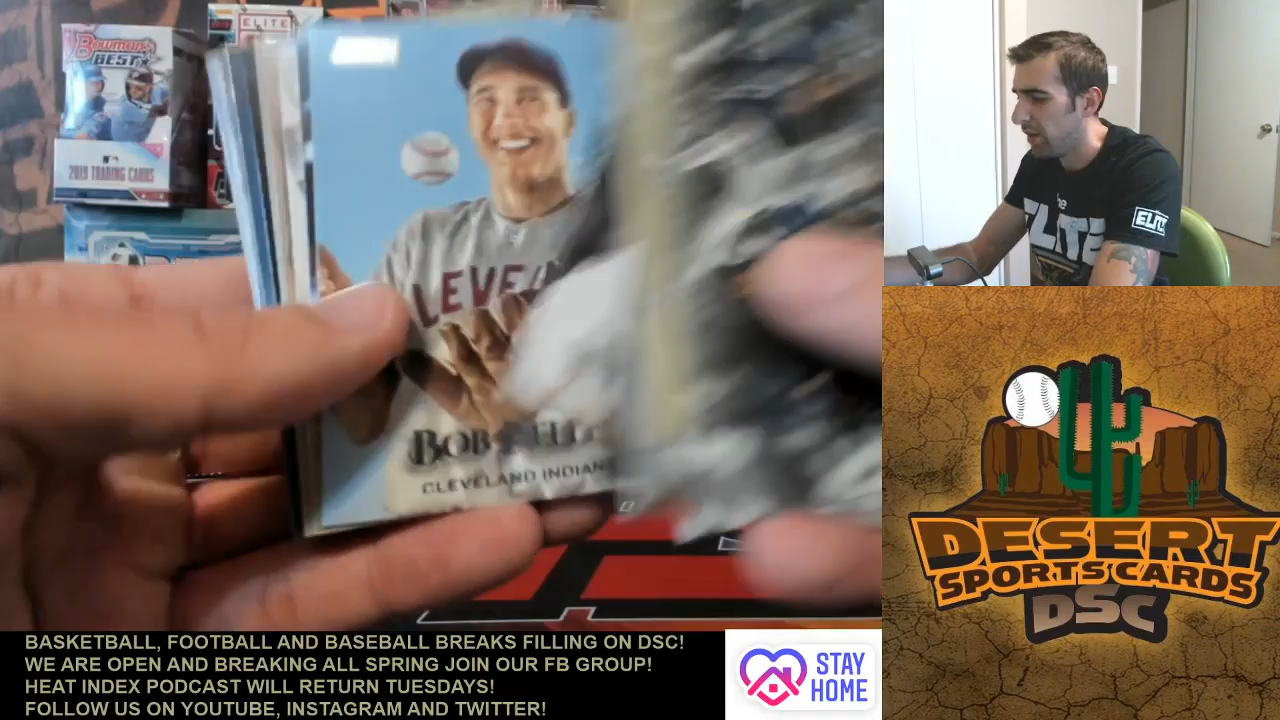 ELITE
Bowman's
BEST
2019 TRADING CARDS
LEVE
BOB
CLEVELAND INDIANS
ELITE
ELITE
DESERT
SPORTS CARDS
DSC
BASKETBALL, FOOTBALL AND BASEBALL BREAKS FILLING ON DSC!
WE ARE OPEN AND BREAKING ALL SPRING JOIN OUR FB GROUP!
HEAT INDEX PODCAST WILL RETURN TUESDAYS!
FOLLOW US ON YOUTUBE, INSTAGRAM AND TWITTER!
STAY
HOME